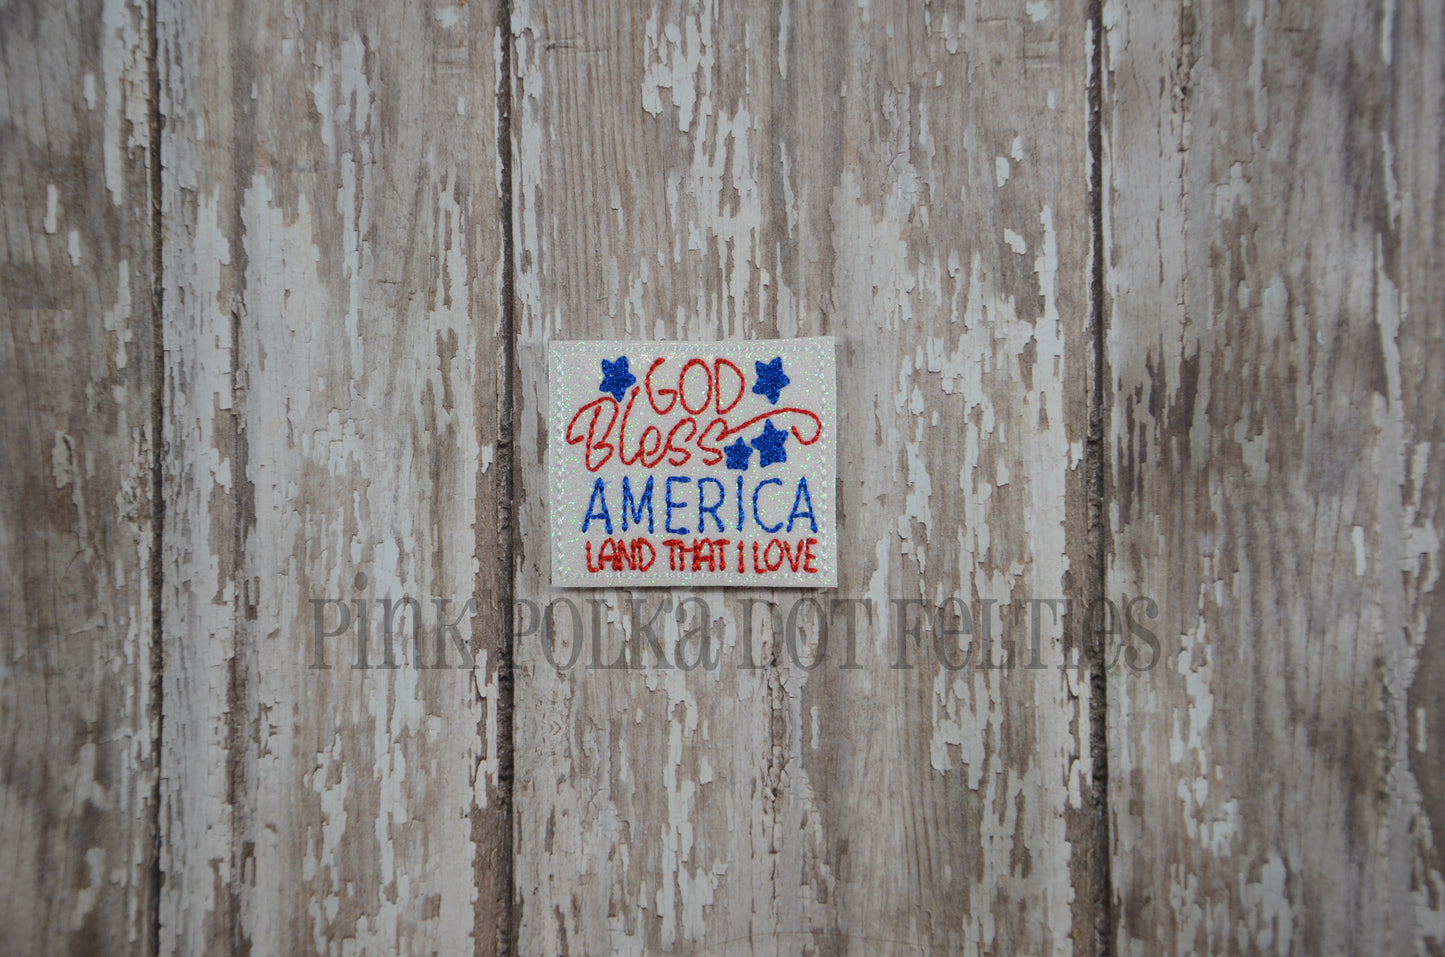 GOD
Bless
AMERICA
LAND THAT I LOVE
Pink Polka Dot Felties